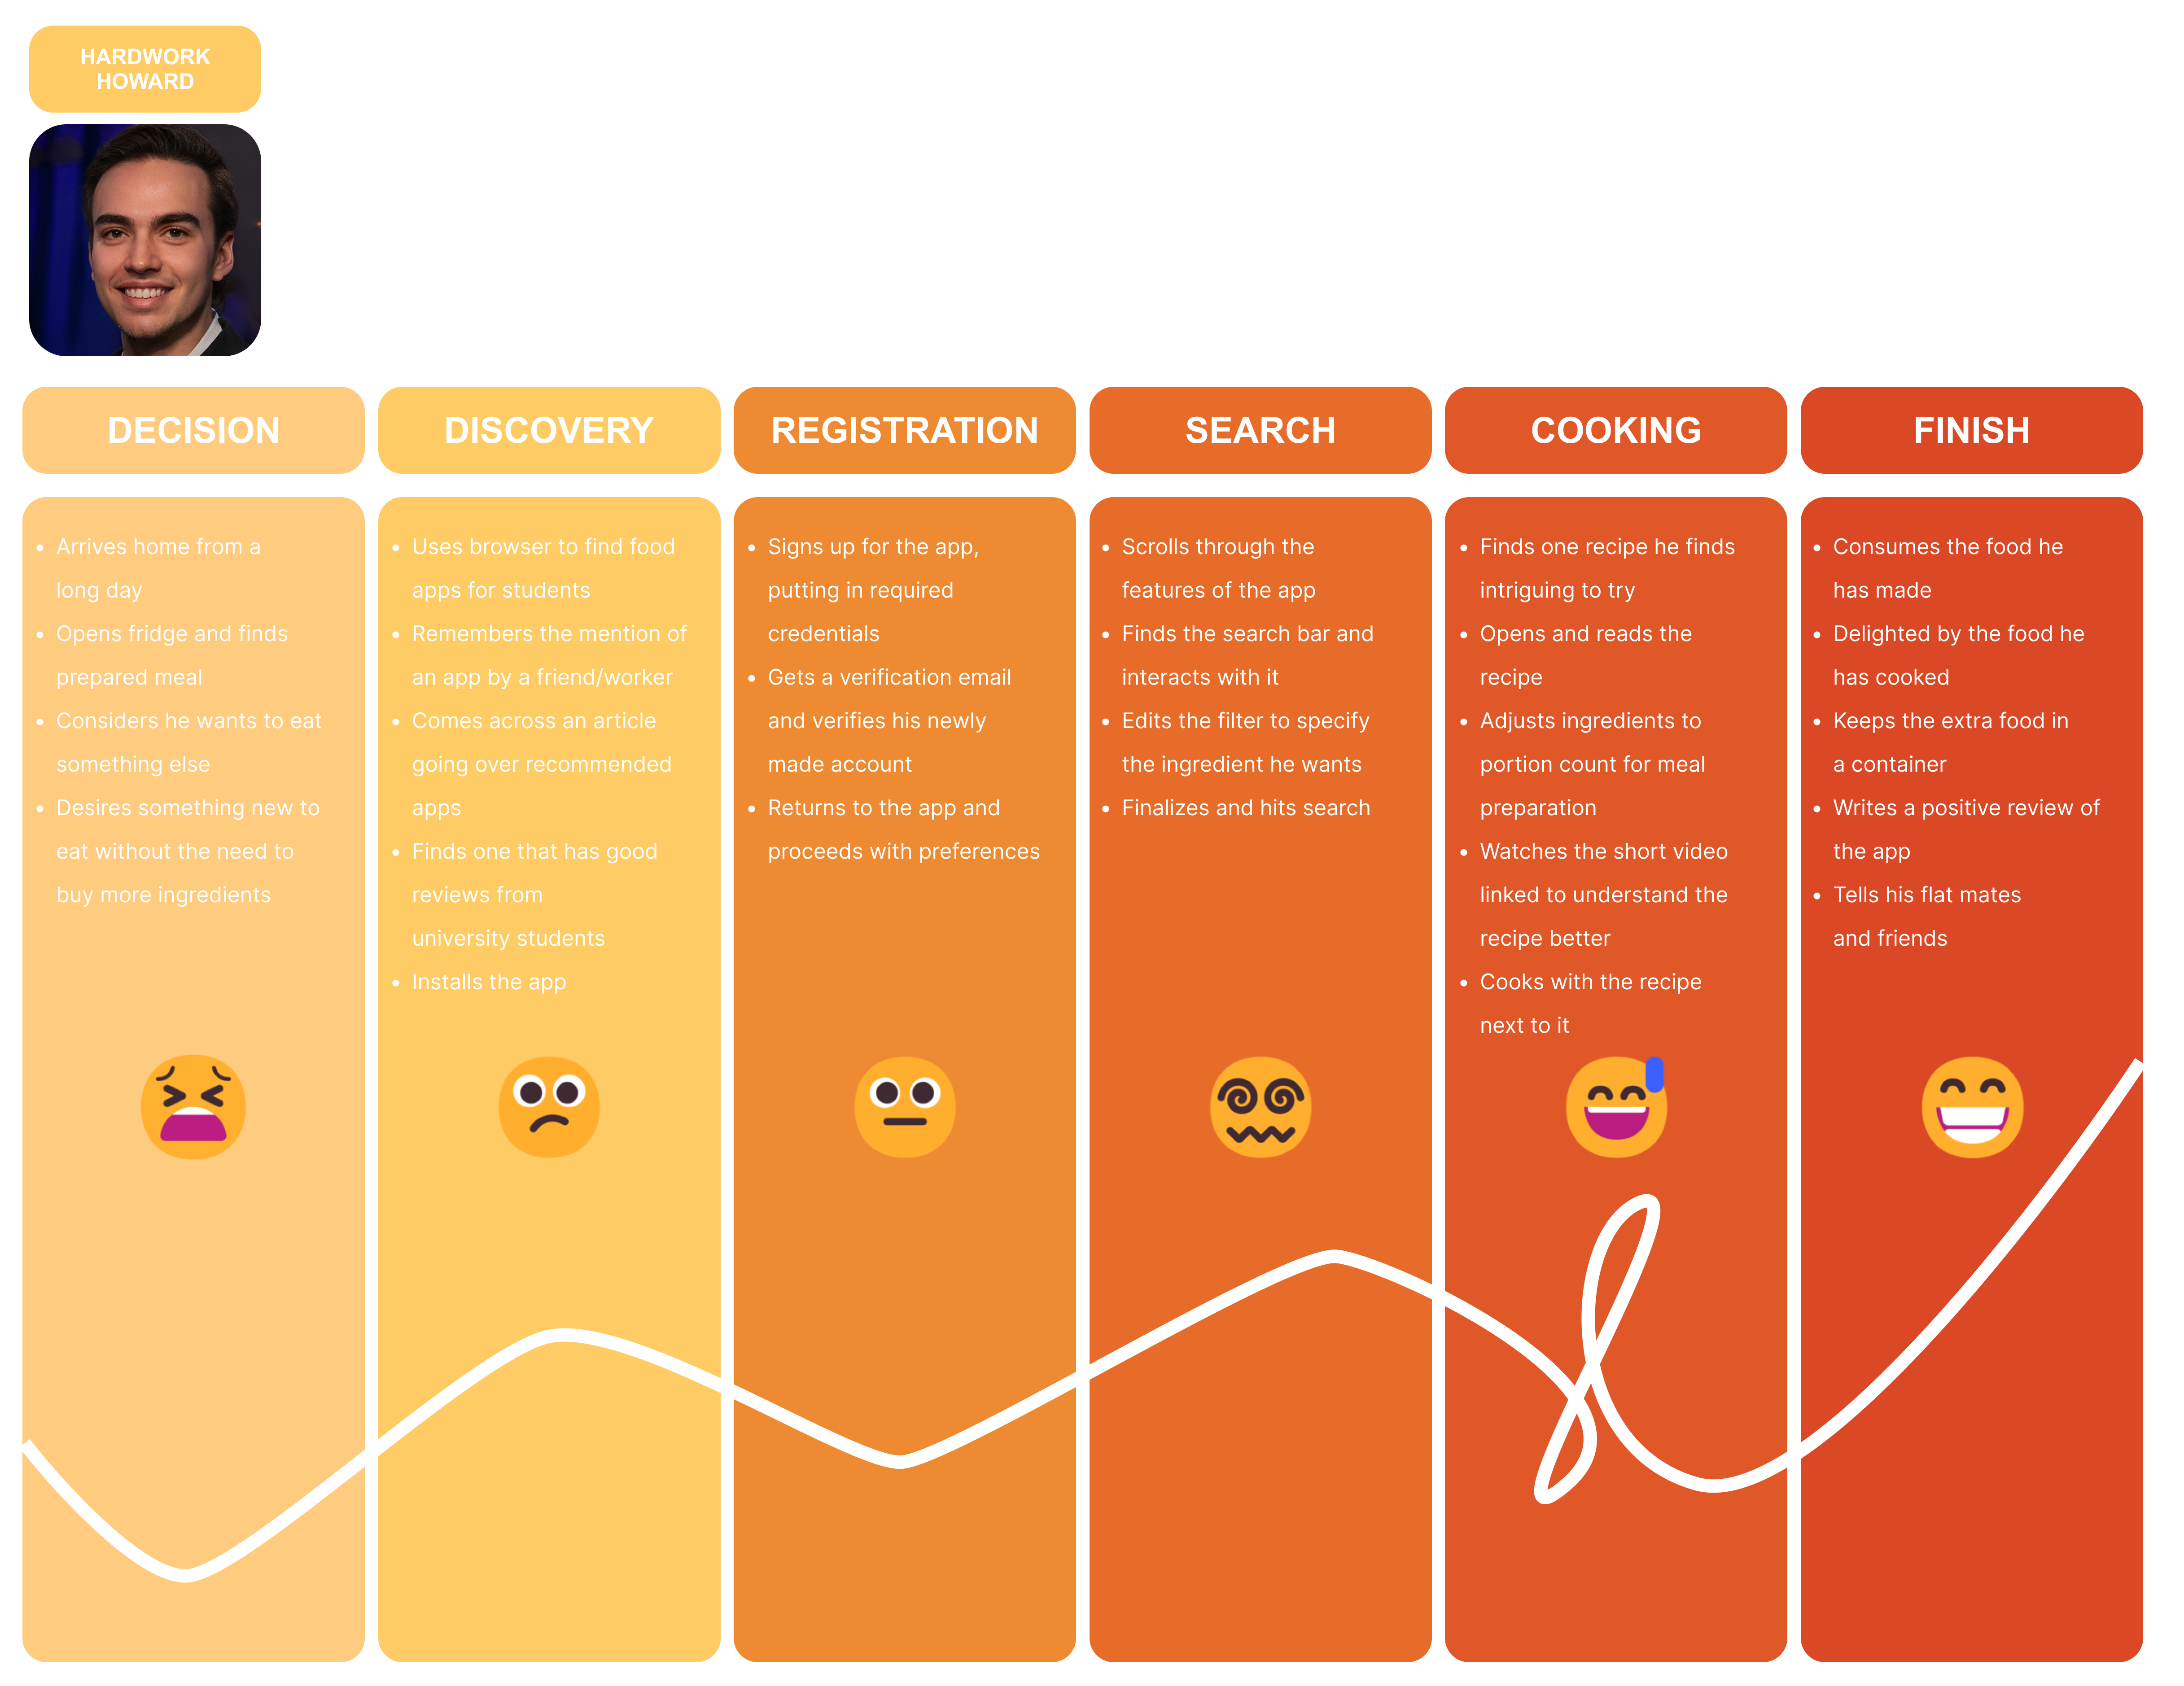 HARDWORK
HOWARD
DECISION
DISCOVERY
REGISTRATION
SEARCH
COOKING
FINISH
• Arrives home from a
long day
• Opens fridge and finds
prepared meal
• Considers he wants to eat
something else
• Desires something new to
eat without the need to
buy more ingredients
• Uses browser to find food
apps for students
• Remembers the mention of
an app by a friend/worker
• Comes across an article
going over recommended
apps
• Finds one that has good
reviews from
university students
• Installs the app
• Signs up for the app,
putting in required
credentials
• Gets a verification email
and verifies his newly
made account
• Returns to the app and
proceeds with preferences
• Scrolls through the
features of the app
• Finds the search bar and
interacts with it
• Edits the filter to specify
the ingredient he wants
• Finalizes and hits search
• Finds one recipe he finds
intriguing to try
• Opens and reads the
recipe
• Adjusts ingredients to
portion count for meal
preparation
• Watches the short video
linked to understand the
recipe better
• Cooks with the recipe
next to it
• Consumes the food he
has made
• Delighted by the food he
has cooked
• Keeps the extra food in
a container
• Writes a positive review of
the app
• Tells his flat mates
and friends